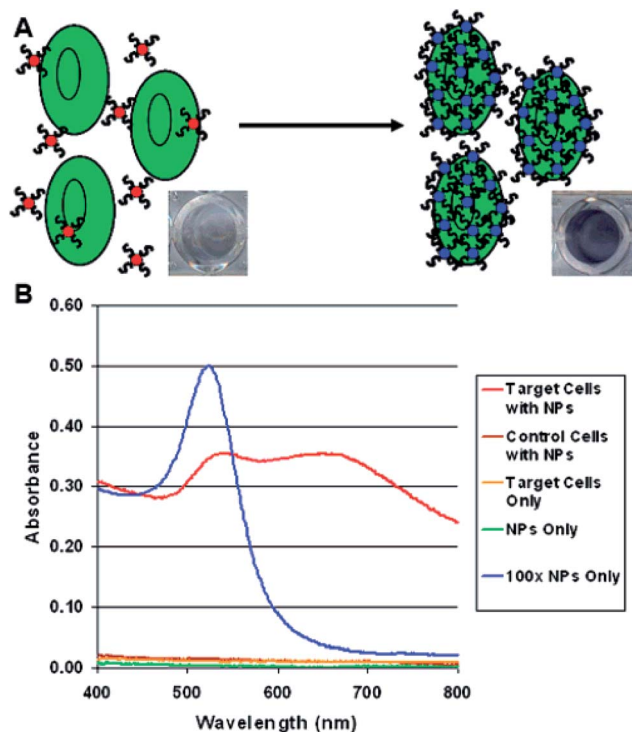 A
B
0.60
0.50
0.40
0.30
0.20
0.10
0.00
Absorbance
400
500
600
700
800
Wavelength (nm)
Target Cells
with NPs
Control Cells
with NPs
Target Cells
Only
NPs Only
100x NPs Only